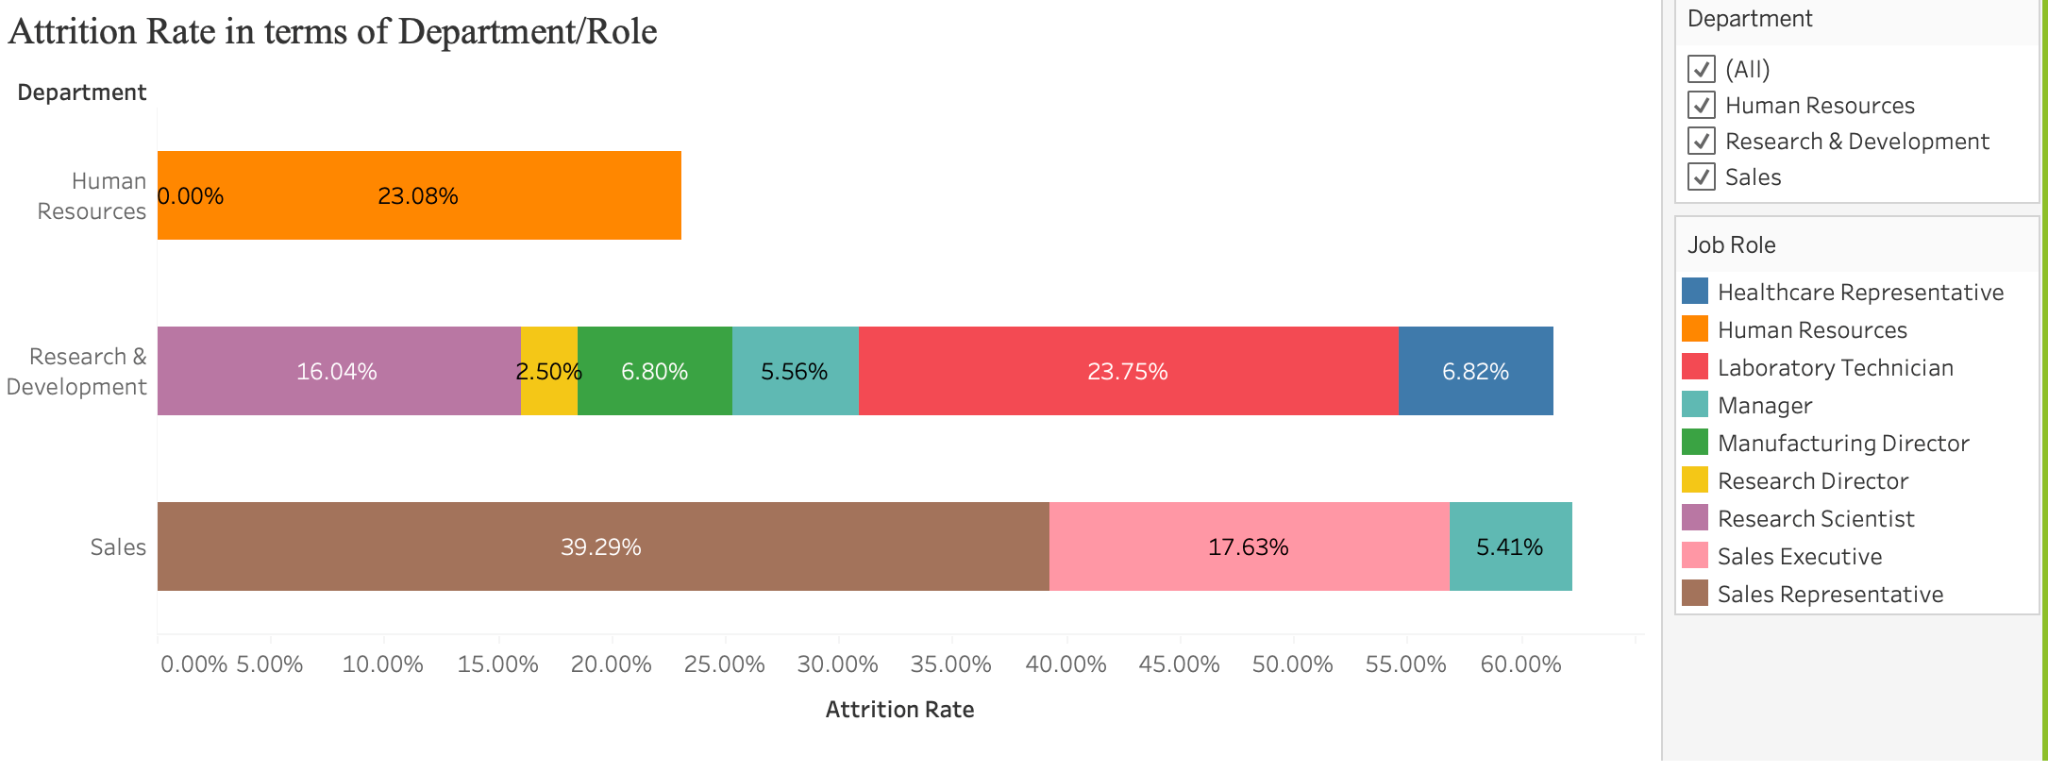 Attrition Rate in terms of Department/Role
Department
Human
Resources
0.00% 23.08%
Research &
Development
16.04% 2.50% 6.80% 5.56% 23.75% 6.82%
Sales
39.29% 17.63% 5.41%
0.00% 5.00% 10.00% 15.00% 20.00% 25.00% 30.00% 35.00% 40.00% 45.00% 50.00% 55.00% 60.00%
Attrition Rate
Department
(All)
Human Resources
Research & Development
Sales
Job Role
Healthcare Representative
Human Resources
Laboratory Technician
Manager
Manufacturing Director
Research Director
Research Scientist
Sales Executive
Sales Representative